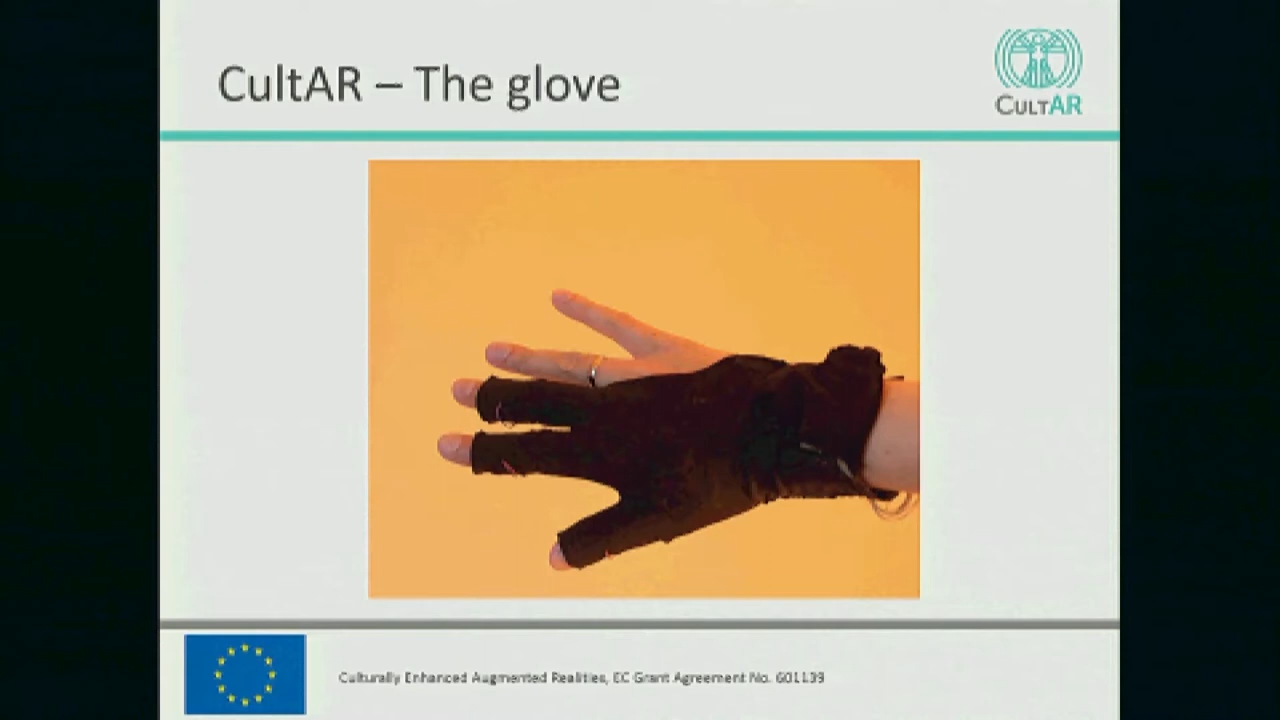 CultAR – The glove
CULTAR
Culturally Enhanced Augmented Realities, EC Grant Agreement No. 601139